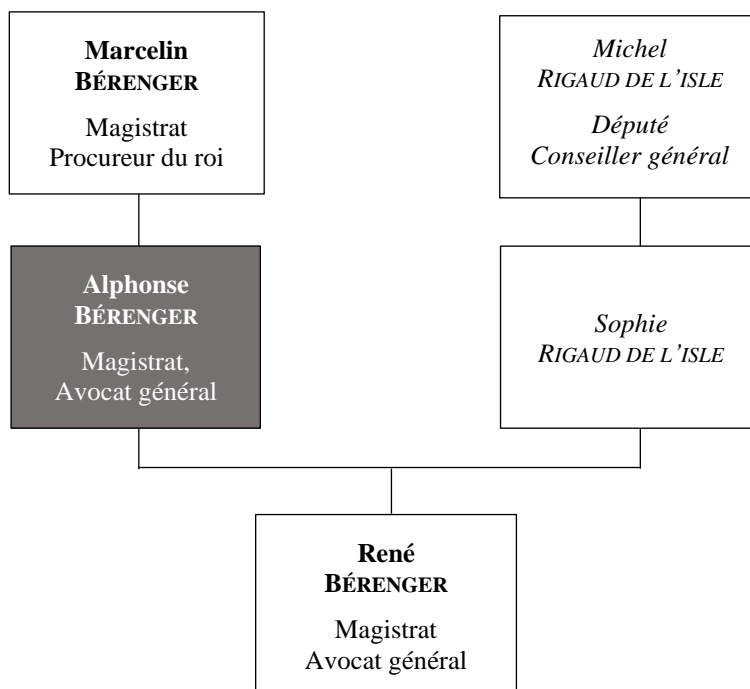 Marcelin
BÉRENGER
Magistrat
Procureur du roi
Michel
RIGAUD DE L’ISLE
Député
Conseiller général
Alphonse
BÉRENGER
Magistrat,
Avocat général
Sophie
RIGAUD DE L’ISLE
René
BÉRENGER
Magistrat
Avocat général